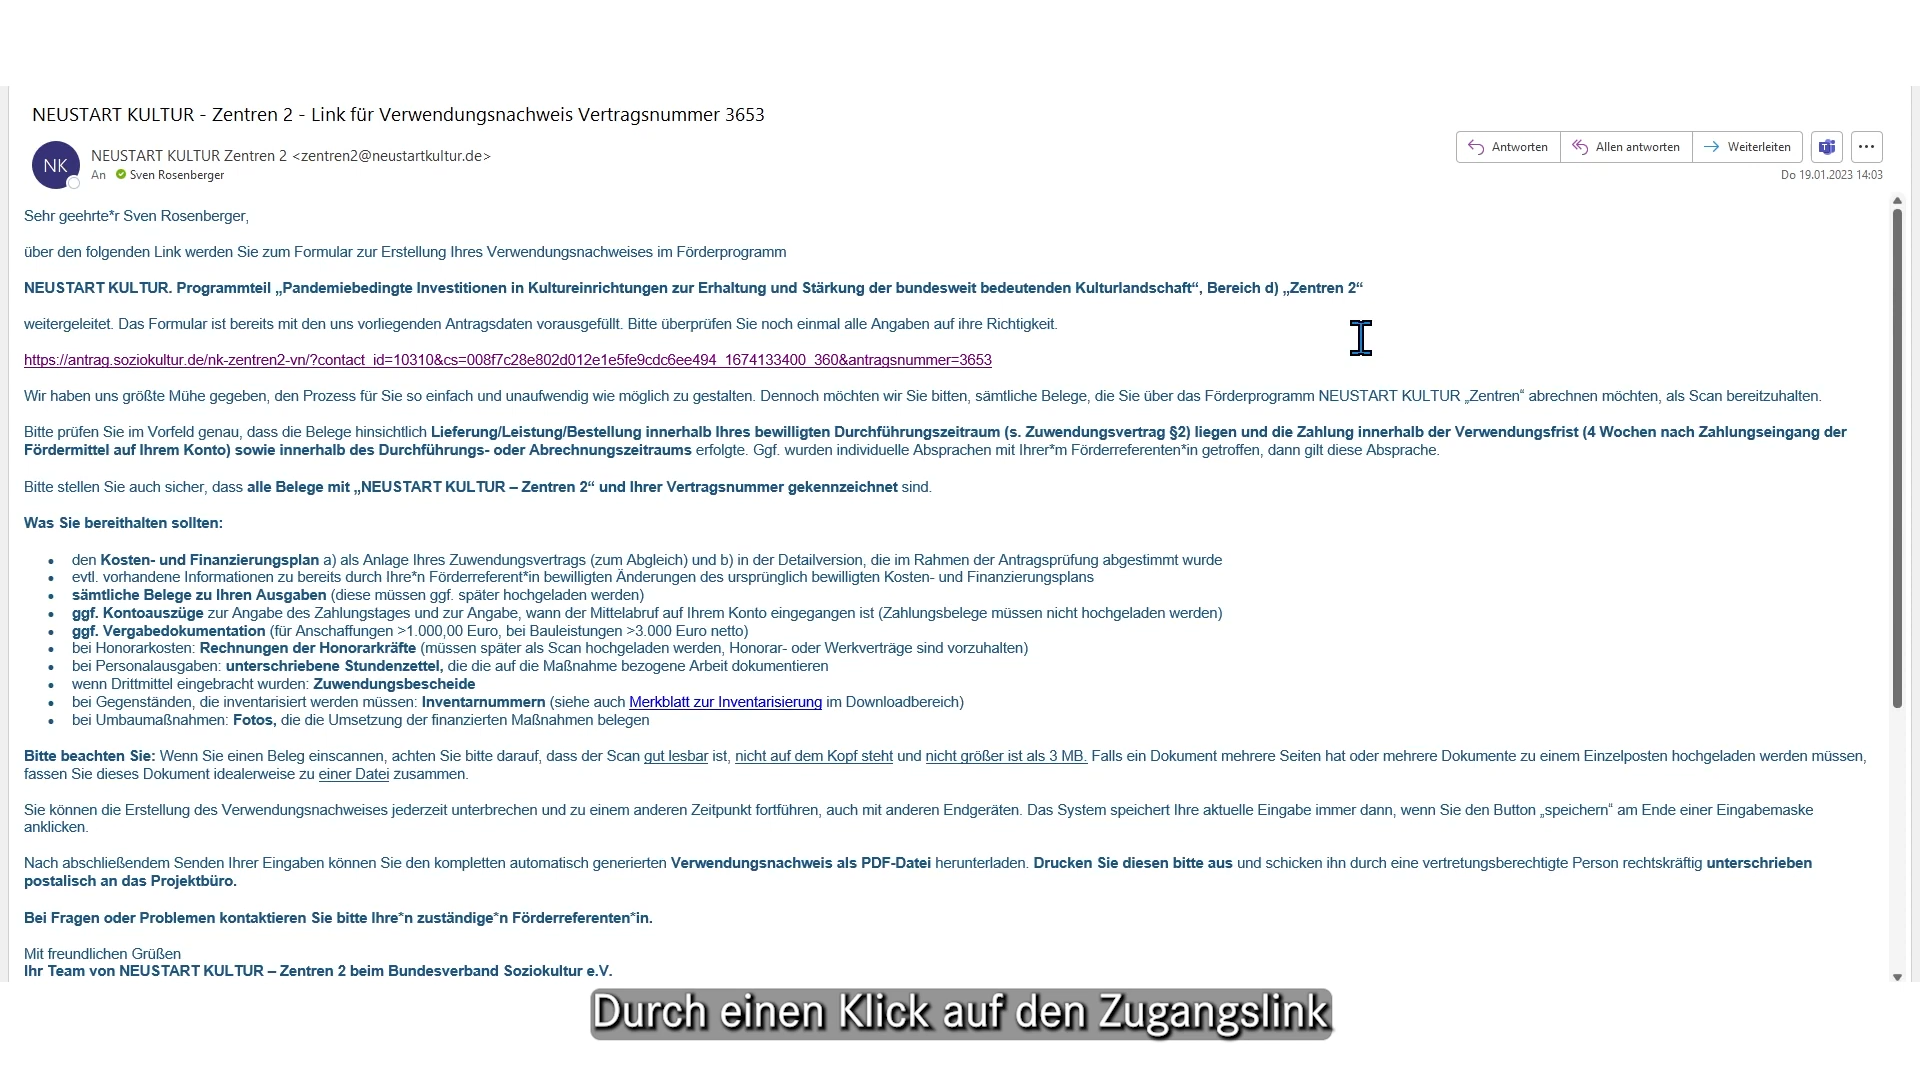 NEUSTART KULTUR - Zentren 2 - Link für Verwendungsnachweis Vertragsnummer 3653
NK
NEUSTART KULTUR Zentren 2 <zentren2@neustartkultur.de>
An Sven Rosenberger
Antworten
Allen antworten
Weiterleiten
Do 19.01.2023 14:03
Sehr geehrte*r Sven Rosenberger,
über den folgenden Link werden Sie zum Formular zur Erstellung Ihres Verwendungsnachweises im Förderprogramm
NEUSTART KULTUR. Programmteil „Pandemiebedingte Investitionen in Kultureinrichtungen zur Erhaltung und Stärkung der bundesweit bedeutenden Kulturlandschaft“, Bereich d) „Zentren 2“
weitergeleitet. Das Formular ist bereits mit den uns vorliegenden Antragsdaten vorausgefüllt. Bitte überprüfen Sie noch einmal alle Angaben auf ihre Richtigkeit.
https://antrag.soziokultur.de/nk-zentren2-vn/?contact_id=10310&cs=008f7c28e802d012e1e5fe9cdc6ee494_1674133400_360&antragsnummer=3653
Wir haben uns größte Mühe gegeben, den Prozess für Sie so einfach und unaufwendig wie möglich zu gestalten. Dennoch möchten wir Sie bitten, sämtliche Belege, die Sie über das Förderprogramm NEUSTART KULTUR „Zentren“ abrechnen möchten, als Scan bereitzuhalten.
Bitte prüfen Sie im Vorfeld genau, dass die Belege hinsichtlich Lieferung/Leistung/Bestellung innerhalb Ihres bewilligten Durchführungszeitraum (s. Zuwendungsvertrag §2) liegen und die Zahlung innerhalb der Verwendungsfrist (4 Wochen nach Zahlungseingang der
Fördermittel auf Ihrem Konto) sowie innerhalb des Durchführungs- oder Abrechnungszeitraums erfolgte. Ggf. wurden individuelle Absprachen mit Ihrer*m Förderreferenten*in getroffen, dann gilt diese Absprache.
Bitte stellen Sie auch sicher, dass alle Belege mit „NEUSTART KULTUR – Zentren 2“ und Ihrer Vertragsnummer gekennzeichnet sind.
Was Sie bereithalten sollten:
• den Kosten- und Finanzierungsplan a) als Anlage Ihres Zuwendungsvertrags (zum Abgleich) und b) in der Detailversion, die im Rahmen der Antragsprüfung abgestimmt wurde
• evtl. vorhandene Informationen zu bereits durch Ihre*n Förderreferent*in bewilligten Änderungen des ursprünglich bewilligten Kosten- und Finanzierungsplans
• sämtliche Belege zu Ihren Ausgaben (diese müssen ggf. später hochgeladen werden)
• ggf. Kontoauszüge zur Angabe des Zahlungstages und zur Angabe, wann der Mittelabruf auf Ihrem Konto eingegangen ist (Zahlungsbelege müssen nicht hochgeladen werden)
• ggf. Vergabedokumentation (für Anschaffungen >1.000,00 Euro, bei Bauleistungen >3.000 Euro netto)
• bei Honorarkosten: Rechnungen der Honorarkräfte (müssen später als Scan hochgeladen werden, Honorar- oder Werkverträge sind vorzuhalten)
• bei Personalausgaben: unterschriebene Stundenzettel, die die auf die Maßnahme bezogene Arbeit dokumentieren
• wenn Drittmittel eingebracht wurden: Zuwendungsbescheide
• bei Gegenständen, die inventarisiert werden müssen: Inventarnummern (siehe auch Merkblatt zur Inventarisierung im Downloadbereich)
• bei Umbaumaßnahmen: Fotos, die die Umsetzung der finanzierten Maßnahmen belegen
Bitte beachten Sie: Wenn Sie einen Beleg einscannen, achten Sie bitte darauf, dass der Scan gut lesbar ist, nicht auf dem Kopf steht und nicht größer ist als 3 MB. Falls ein Dokument mehrere Seiten hat oder mehrere Dokumente zu einem Einzelposten hochgeladen werden müssen,
fassen Sie dieses Dokument idealerweise zu einer Datei zusammen.
Sie können die Erstellung des Verwendungsnachweises jederzeit unterbrechen und zu einem anderen Zeitpunkt fortführen, auch mit anderen Endgeräten. Das System speichert Ihre aktuelle Eingabe immer dann, wenn Sie den Button „speichern“ am Ende einer Eingabemaske
anklicken.
Nach abschließendem Senden Ihrer Eingaben können Sie den kompletten automatisch generierten Verwendungsnachweis als PDF-Datei herunterladen. Drucken Sie diesen bitte aus und schicken ihn durch eine vertretungsberechtigte Person rechtskräftig unterschrieben
postalisch an das Projektbüro.
Bei Fragen oder Problemen kontaktieren Sie bitte Ihre*n zuständige*n Förderreferenten*in.
Mit freundlichen Grüßen
Ihr Team von NEUSTART KULTUR – Zentren 2 beim Bundesverband Soziokultur e.V.
Durch einen Klick auf den Zugangslink